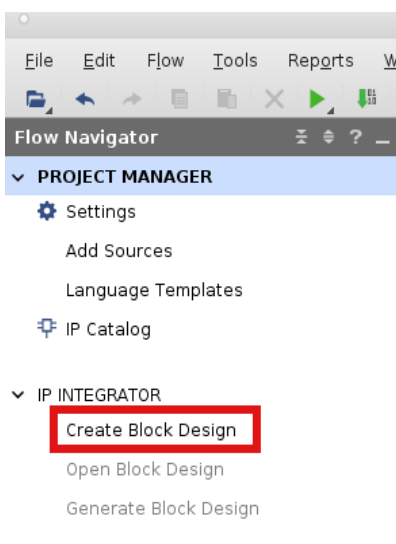 File Edit Flow Tools Reports W
Flow Navigator ?
PROJECT MANAGER
Settings
Add Sources
Language Templates
IP Catalog
IP INTEGRATOR
Create Block Design
Open Block Design
Generate Block Design